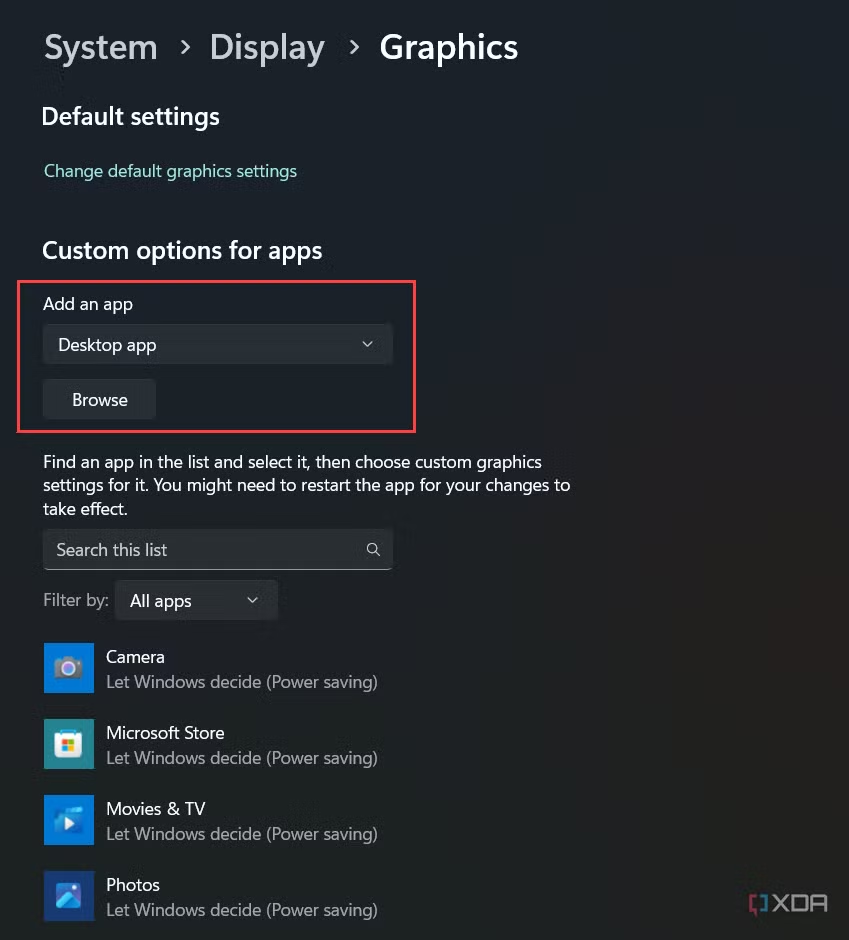 System > Display > Graphics
Default settings
Change default graphics settings
Custom options for apps
Add an app
Desktop app
Browse
Find an app in the list and select it, then choose custom graphics
settings for it. You might need to restart the app for your changes to
take effect.
Search this list
Filter by: All apps
Camera
Let Windows decide (Power saving)
Microsoft Store
Let Windows decide (Power saving)
Movies & TV
Let Windows decide (Power saving)
Photos
Let Windows decide (Power saving)
XDA